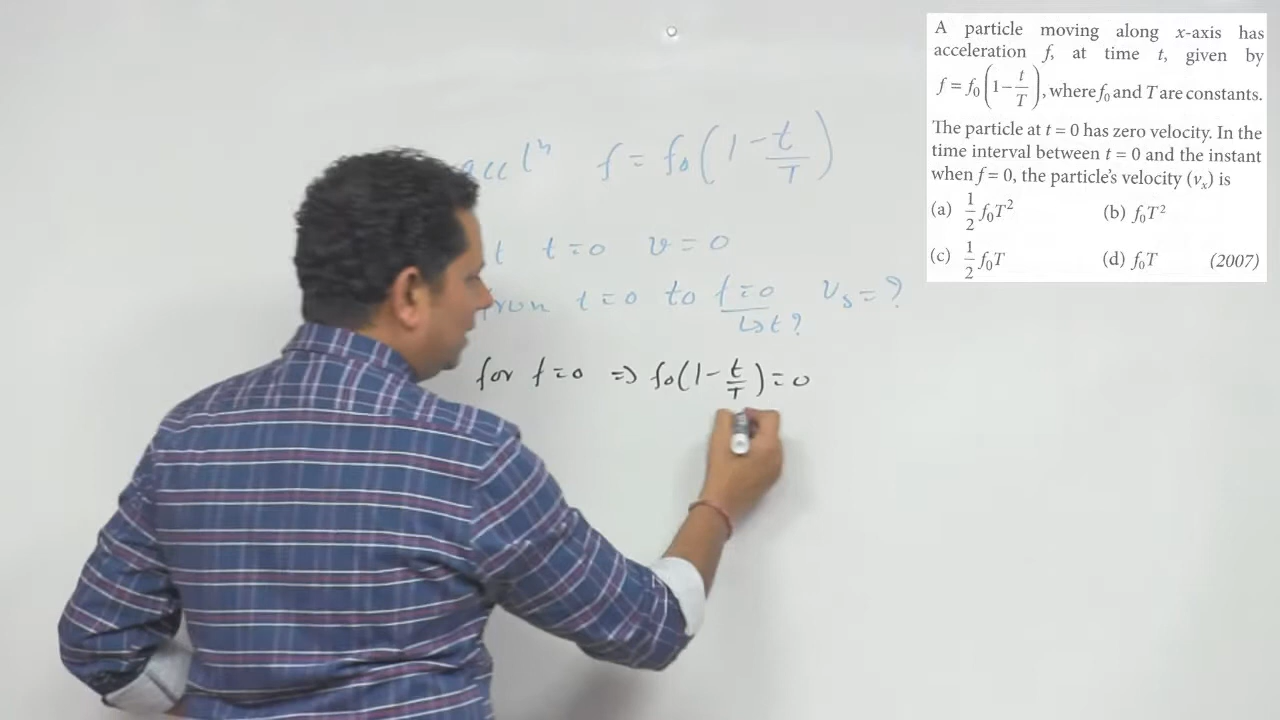 accl^n f = f₀(1 - t/T)
t t = 0 v = 0
from t = 0 to f = 0 vₓ = ?
↳ t?
for f = 0 ⇒ f₀(1 - t/T) = 0
A particle moving along x-axis has
acceleration f, at time t, given by
f = f₀(1 - t/T), where f₀ and T are constants.
The particle at t = 0 has zero velocity. In the
time interval between t = 0 and the instant
when f = 0, the particle's velocity (vₓ) is
(a) 1/2 f₀T² (b) f₀T²
(c) 1/2 f₀T (d) f₀T (2007)